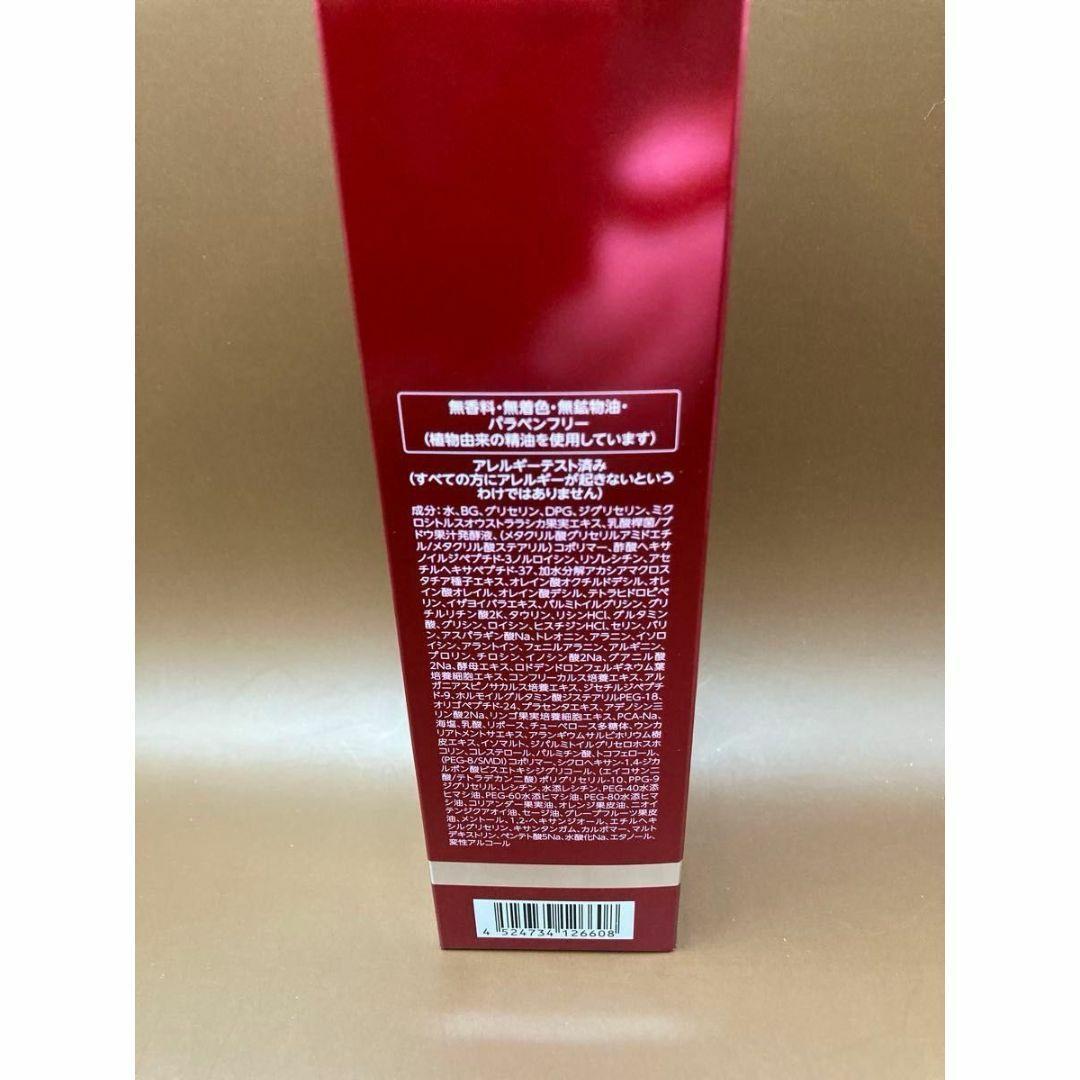 無香料・無着色・無鉱物油・
パラベンフリー
(植物由来の精油を使用しています)
アレルギーテスト済み
(すべての方にアレルギーが起きないという
わけではありません)
成分：水、BG、グリセリン、DPG、ジグリセリン、ミク
ロシトルスオウストララシカ果実エキス、乳酸桿菌/ブ
ドウ果汁発酵液、(メタクリル酸グリセリルアミドエチ
ル/メタクリル酸ステアリル)コポリマー、酢酸ヘキサ
ノイルジペプチド-3ノルロイシン、リゾレシチン、アセ
チルヘキサペプチド-37、加水分解アカシアマクロス
タチア種子エキス、オレイン酸オクチルドデシル、オレ
イン酸オレイル、オレイン酸デシル、テトラヒドロピペ
リン、イザヨイバラエキス、パルミトイルグリシン、グリ
チルリチン酸2K、タウリン、リシンHCl、グルタミン
酸、グリシン、ロイシン、ヒスチジンHCl、セリン、バリ
ン、アスパラギン酸Na、トレオニン、アラニン、イソロ
イシン、アラントイン、フェニルアラニン、アルギニン、
プロリン、チロシン、イノシン酸2Na、グアニル酸
2Na、酵母エキス、ロドデンドロンフェルギネウム葉
培養細胞エキス、コンフリーカルス培養エキス、アル
ガニアスピノサカルス培養エキス、ジセチルジペプチ
ド-9、ホルモイルグルタミン酸ジステアリルPEG-18、
オリゴペプチド-24、プラセンタエキス、アデノシン三
リン酸2Na、リンゴ果実培養細胞エキス、PCA-Na、
海塩、乳酸、リボース、チューベロース多糖体、ウンカ
リアトメントサエキス、アランギウムサルビホリウム樹
皮エキス、イソマルト、ジパルミトイルグリセロホスホ
コリン、コレステロール、パルミチン酸、トコフェロール、
(PEG-8/SMDI)コポリマー、シクロヘキサン-1,4-ジカ
ルボン酸ビスエトキシジグリコール、(エイコサン二
酸/テトラデカン二酸)ポリグリセリル-10、PPG-9
ジグリセリル、レシチン、水添レシチン、PEG-40水添
ヒマシ油、PEG-60水添ヒマシ油、PEG-80水添ヒマ
シ油、コリアンダー果実油、オレンジ果皮油、ニオイ
テンジクアオイ油、セージ油、グレープフルーツ果皮
油、メントール、1,2-ヘキサンジオール、エチルヘキ
シルグリセリン、キサンタンガム、カルボマー、マルト
デキストリン、ペンテト酸5Na、水酸化Na、エタノール、
変性アルコール
4 524734 126608